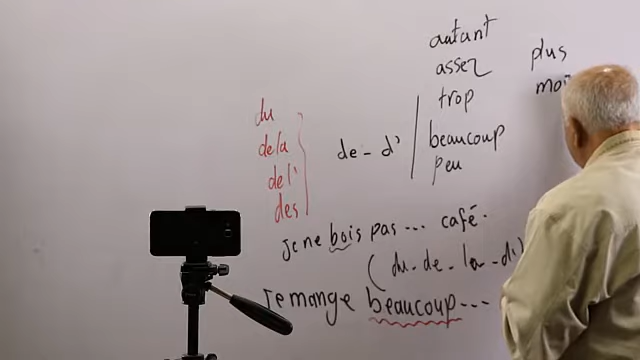 du
de la
de l'
des
de - d'
autant
assez
trop
beaucoup
peu
plus
je ne bois pas ... café.
( du - de - la - d' )
Je mange beaucoup ...